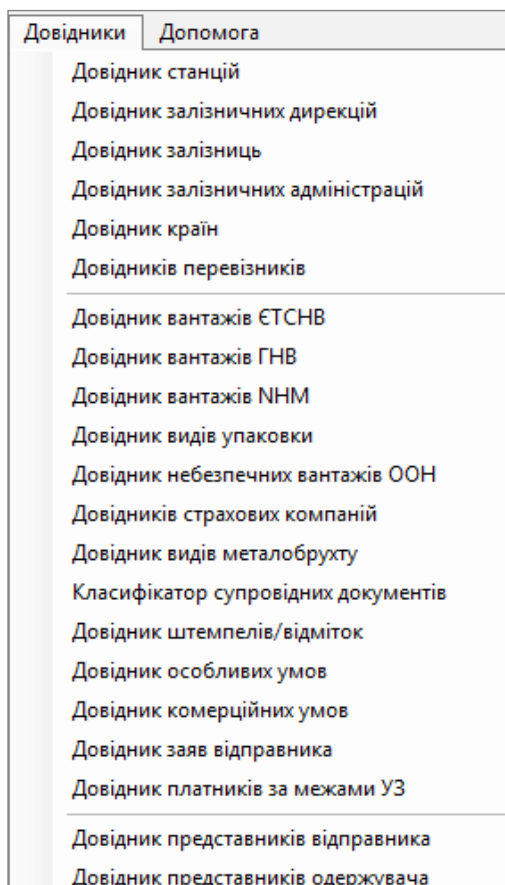 Довідники Допомога
Довідник станцій
Довідник залізничних дирекцій
Довідник залізниць
Довідник залізничних адміністрацій
Довідник країн
Довідників перевізників
Довідник вантажів ЄТСНВ
Довідник вантажів ГНВ
Довідник вантажів NHM
Довідник видів упаковки
Довідник небезпечних вантажів ООН
Довідників страхових компаній
Довідник видів металобрухту
Класифікатор супровідних документів
Довідник штемпелів/відміток
Довідник особливих умов
Довідник комерційних умов
Довідник заяв відправника
Довідник платників за межами УЗ
Довідник представників відправника
Довідник представників одержувача